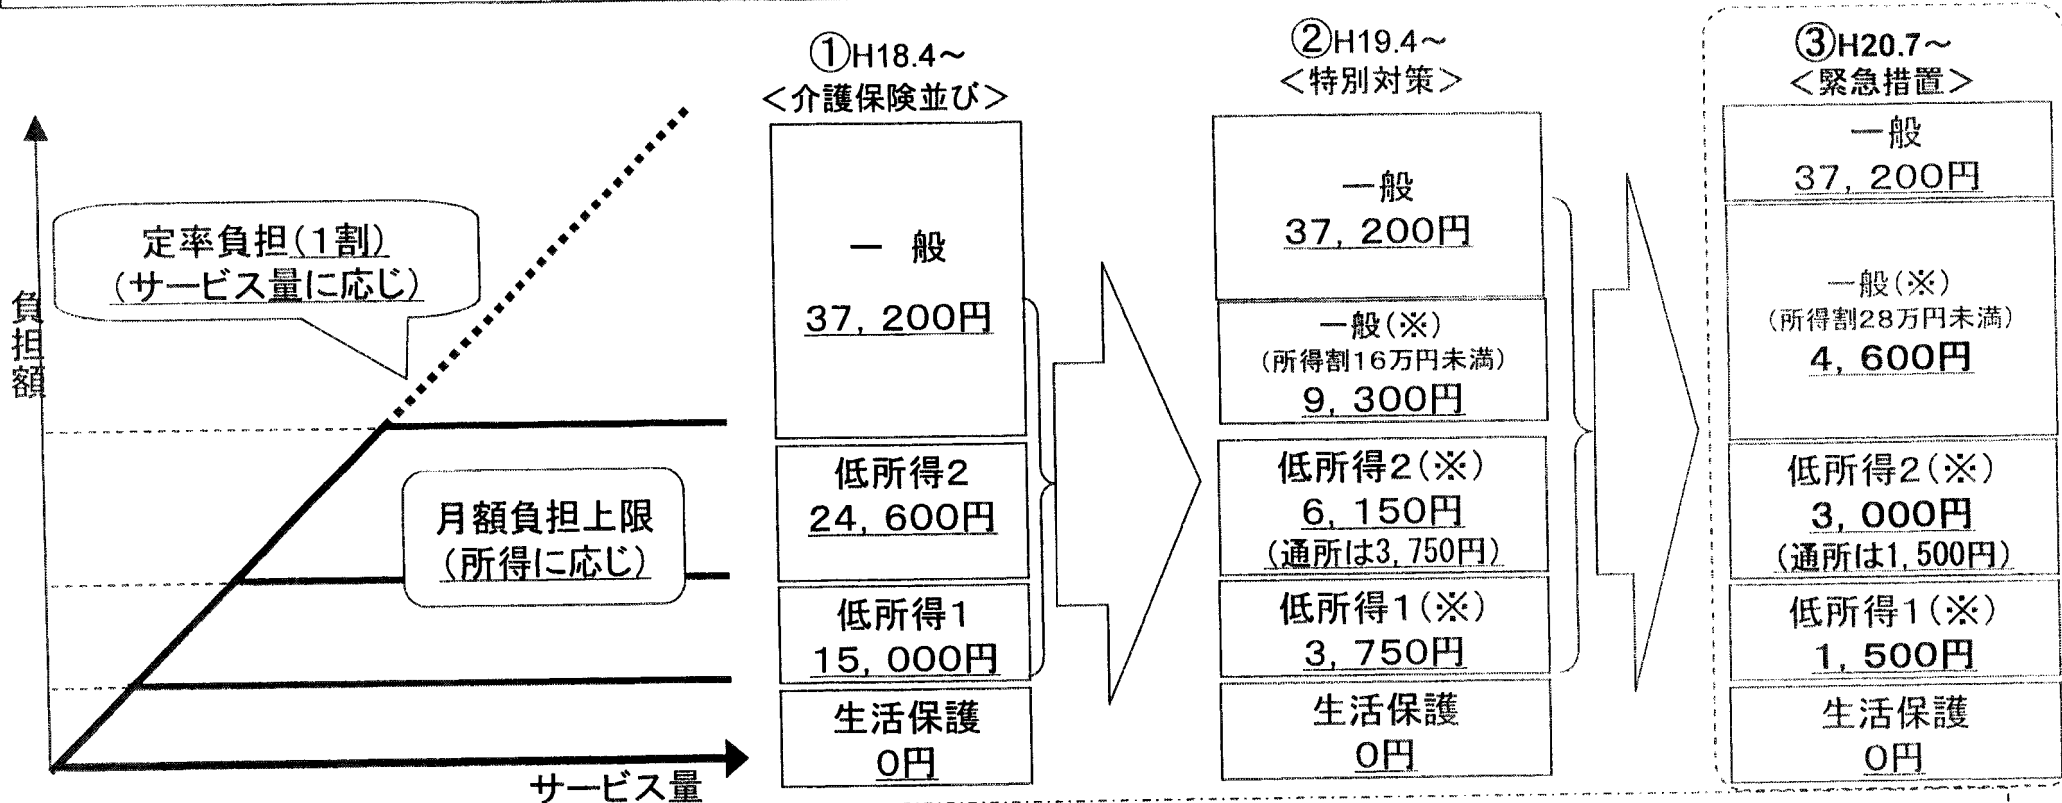 負担額
定率負担(1割)
(サービス量に応じ)
月額負担上限
(所得に応じ)
サービス量
①H18.4～
＜介護保険並び＞
一 般
37, 200円
低所得2
24, 600円
低所得1
15, 000円
生活保護
0円
②H19.4～
＜特別対策＞
一般
37, 200円
一般(※)
(所得割16万円未満)
9, 300円
低所得2(※)
6, 150円
(通所は3, 750円)
低所得1(※)
3, 750円
生活保護
0円
③H20.7～
＜緊急措置＞
一般
37, 200円
一般(※)
(所得割28万円未満)
4, 600円
低所得2(※)
3, 000円
(通所は1, 500円)
低所得1(※)
1, 500円
生活保護
0円